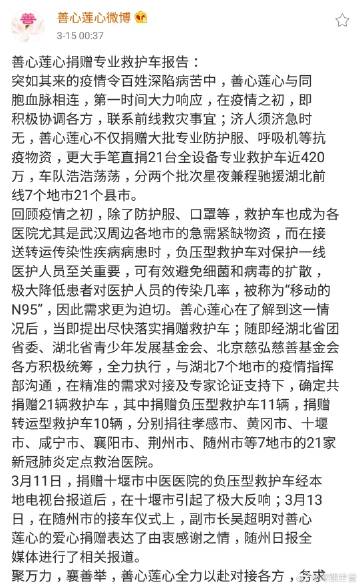 善心莲心微博
3-15 00:37
善心莲心捐赠专业救护车报告：
突如其来的疫情令百姓深陷病苦中，善心莲心与同
胞血脉相连，第一时间大力响应，在疫情之初，即
积极协调各方，联系前线救灾事宜；济人须济急时
无，善心莲心不仅捐赠大批专业防护服、呼吸机等抗
疫物资，更大手笔直捐21台全设备专业救护车近420
万，车队浩浩荡荡，分两个批次星夜兼程驰援湖北前
线7个地市21个县市。
回顾疫情之初，除了防护服、口罩等，救护车也成为各
医院尤其是武汉周边各地市的急需紧缺物资，而在接
送转运传染性疾病病患时，负压型救护车对保护一线
医护人员至关重要，可有效避免细菌和病毒的扩散，
极大降低患者对医护人员的传染几率，被称为“移动的
N95”，因此需求更为迫切。善心莲心在了解到这一情
况后，当即提出尽快落实捐赠救护车；随即经湖北省团
省委、湖北省青少年发展基金会、北京慈弘慈善基金会
各方积极统筹，全力执行，与湖北7个地市的疫情指挥
部沟通，在精准的需求对接及专家论证支持下，确定共
捐赠21辆救护车，其中捐赠负压型救护车11辆，捐赠
转运型救护车10辆，分别捐往孝感市、黄冈市、十堰
市、咸宁市、襄阳市、荆州市、随州市等7地市的21家
新冠肺炎定点救治医院。
3月11日，捐赠十堰市中医医院的负压型救护车经本
地电视台报道后，在十堰市引起了极大反响；3月13
日，在随州市的接车仪式上，副市长吴超明对善心
莲心的爱心捐赠表达了由衷感谢之情，随州日报全
媒体进行了相关报道。
聚万力，襄善举，善心莲心全力以赴对接各方，务求